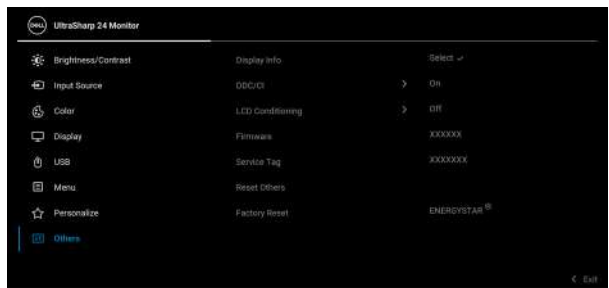 DELL UltraSharp 24 Monitor
Brightness/Contrast Display Info Select ✓
Input Source DDC/CI > On
Color LCD Conditioning > Off
Display Firmware XXXXXX
USB Service Tag XXXXXXX
Menu Reset Others
Personalize Factory Reset ENERGYSTAR®
Others
< Exit